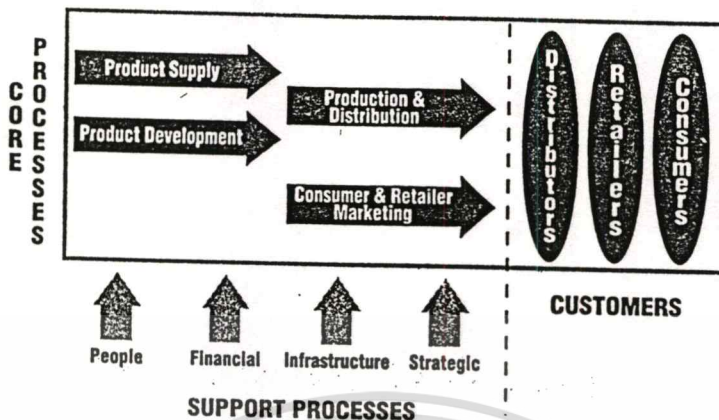 CORE
PROCESSES
Product Supply
Product Development
Production &
Distribution
Consumer & Retailer
Marketing
Distributors
Retailers
Consumers
CUSTOMERS
People
Financial
Infrastructure
Strategic
SUPPORT PROCESSES